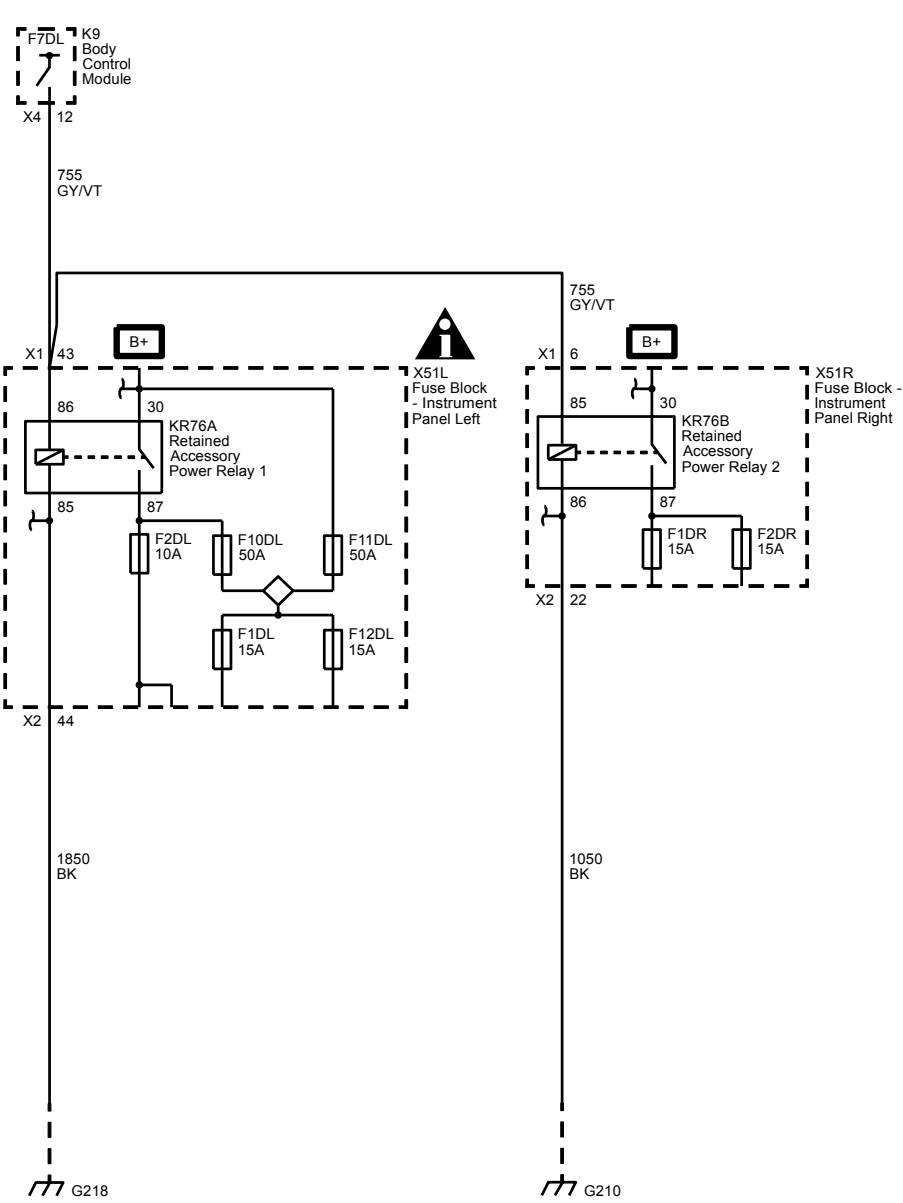 F7DL
K9
Body
Control
Module
X4 12
755
GY/VT
755
GY/VT
B+
B+
X1 43
X1 6
X51L
Fuse Block
- Instrument
Panel Left
X51R
Fuse Block -
Instrument
Panel Right
86
30
KR76A
Retained
Accessory
Power Relay 1
85
87
F2DL
10A
F10DL
50A
F11DL
50A
F1DL
15A
F12DL
15A
X2 44
85
30
KR76B
Retained
Accessory
Power Relay 2
86
87
F1DR
15A
F2DR
15A
X2 22
1850
BK
1050
BK
G218
G210